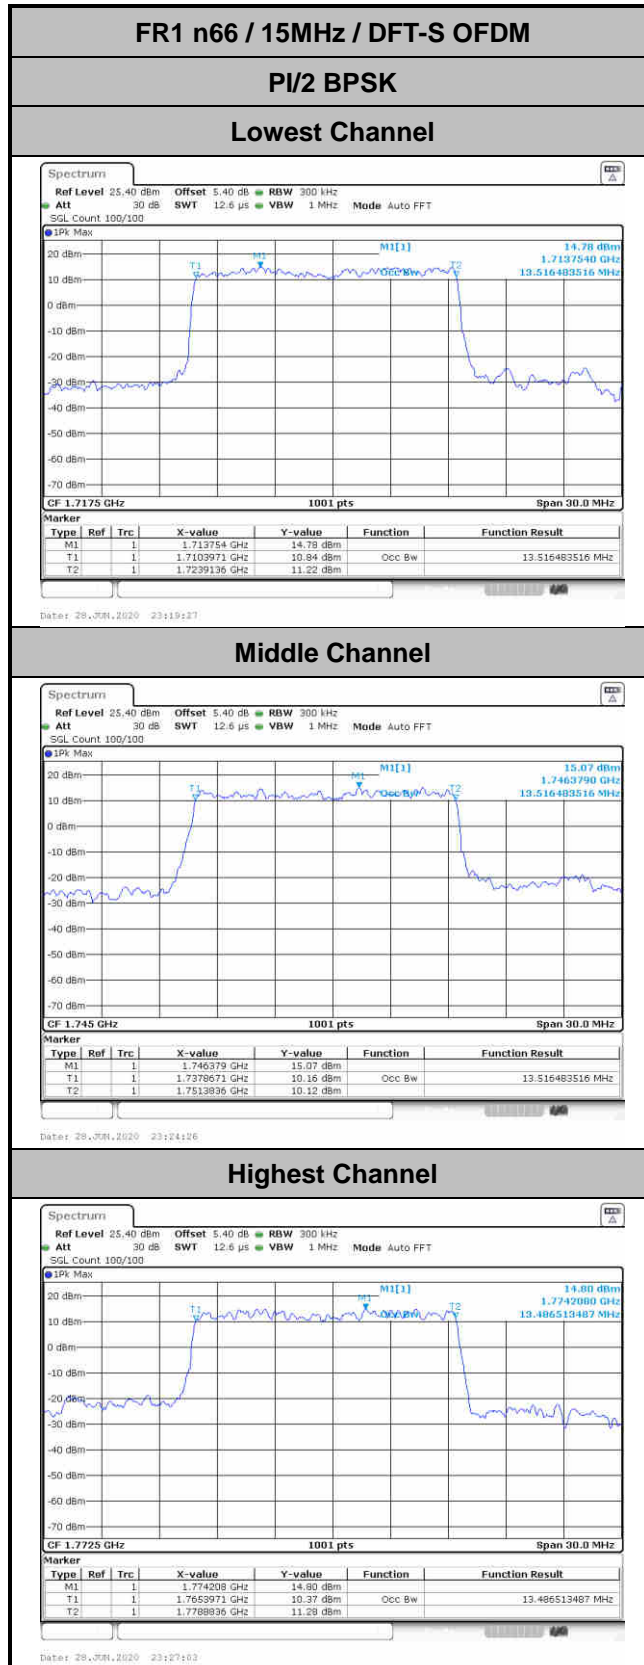 FR1 n66 / 15MHz / DFT-S OFDM
PI/2 BPSK
Lowest Channel
Spectrum
Ref Level 25.40 dBm Offset 5.40 dB RBW 300 kHz
Att 30 dB SWT 12.6 µs VBW 1 MHz Mode Auto FFT
SGL Count 100/100
1Pk Max
M1[1] 14.78 dBm
1.7137540 GHz
Occ Bw 13.516483516 MHz
T1
M1
T2
20 dBm
10 dBm
0 dBm
-10 dBm
-20 dBm
-30 dBm
-40 dBm
-50 dBm
-60 dBm
-70 dBm
CF 1.7175 GHz 1001 pts Span 30.0 MHz
Marker
Type Ref Trc X-value Y-value Function Function Result
M1 1 1.713754 GHz 14.78 dBm
T1 1 1.7103971 GHz 10.84 dBm Occ Bw 13.516483516 MHz
T2 1 1.7239136 GHz 11.22 dBm
Date: 28.JUN.2020 23:19:27
Middle Channel
Spectrum
Ref Level 25.40 dBm Offset 5.40 dB RBW 300 kHz
Att 30 dB SWT 12.6 µs VBW 1 MHz Mode Auto FFT
SGL Count 100/100
1Pk Max
M1[1] 15.07 dBm
1.7463790 GHz
Occ Bw 13.516483516 MHz
T1
M1
T2
20 dBm
10 dBm
0 dBm
-10 dBm
-20 dBm
-30 dBm
-40 dBm
-50 dBm
-60 dBm
-70 dBm
CF 1.745 GHz 1001 pts Span 30.0 MHz
Marker
Type Ref Trc X-value Y-value Function Function Result
M1 1 1.746379 GHz 15.07 dBm
T1 1 1.7378671 GHz 10.16 dBm Occ Bw 13.516483516 MHz
T2 1 1.7513836 GHz 10.12 dBm
Date: 28.JUN.2020 23:24:26
Highest Channel
Spectrum
Ref Level 25.40 dBm Offset 5.40 dB RBW 300 kHz
Att 30 dB SWT 12.6 µs VBW 1 MHz Mode Auto FFT
SGL Count 100/100
1Pk Max
M1[1] 14.80 dBm
1.7742080 GHz
Occ Bw 13.486513487 MHz
T1
M1
T2
20 dBm
10 dBm
0 dBm
-10 dBm
-20 dBm
-30 dBm
-40 dBm
-50 dBm
-60 dBm
-70 dBm
CF 1.7725 GHz 1001 pts Span 30.0 MHz
Marker
Type Ref Trc X-value Y-value Function Function Result
M1 1 1.774208 GHz 14.80 dBm
T1 1 1.7653971 GHz 10.37 dBm Occ Bw 13.486513487 MHz
T2 1 1.7788836 GHz 11.28 dBm
Date: 28.JUN.2020 23:27:03